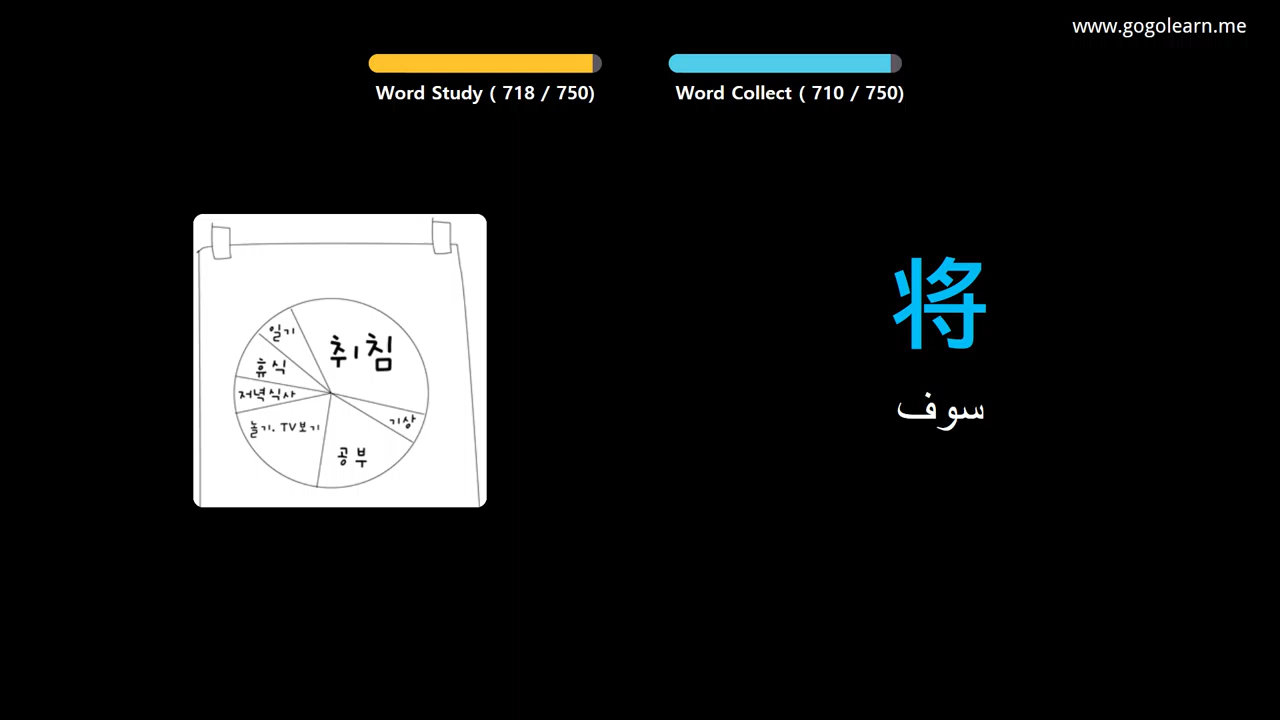 www.gogolearn.me
Word Study ( 718 / 750)
Word Collect ( 710 / 750)
일기
취침
휴식
저녁식사
기상
놀기. TV보기
공부
将
سوف